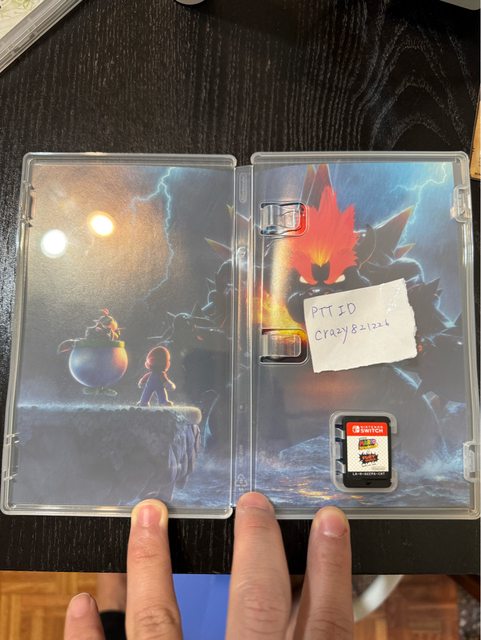 PTT ID
crazy821226
NINTENDO
SWITCH